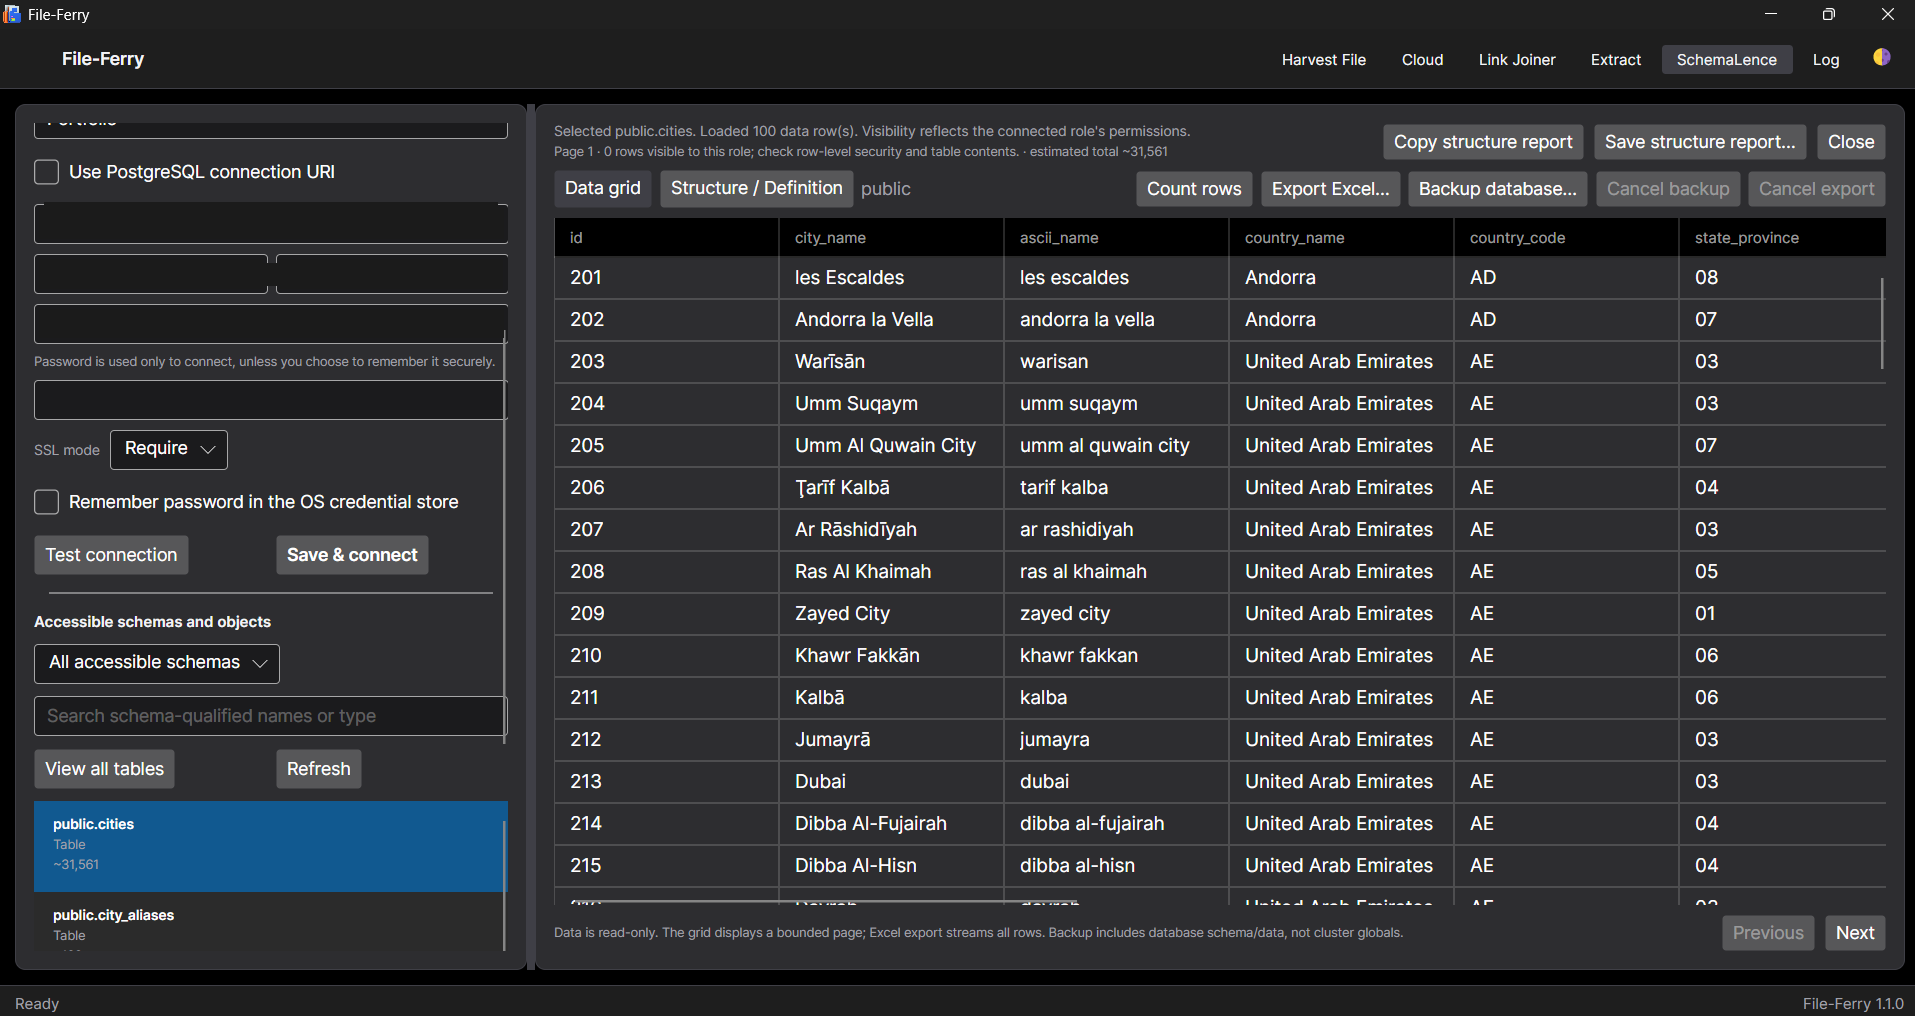 File-Ferry
File-Ferry
Harvest File
Cloud
Link Joiner
Extract
SchemaLence
Log
Use PostgreSQL connection URI
Password is used only to connect, unless you choose to remember it securely.
SSL mode
Require
Remember password in the OS credential store
Test connection
Save & connect
Accessible schemas and objects
All accessible schemas
Search schema-qualified names or type
View all tables
Refresh
public.cities
Table
~31,561
public.city_aliases
Table
Selected public.cities. Loaded 100 data row(s). Visibility reflects the connected role's permissions.
Page 1 · 0 rows visible to this role; check row-level security and table contents. · estimated total ~31,561
Copy structure report
Save structure report...
Close
Data grid
Structure / Definition
public
Count rows
Export Excel...
Backup database...
Cancel backup
Cancel export
id city_name ascii_name country_name country_code state_province
201 les Escaldes les escaldes Andorra AD 08
202 Andorra la Vella andorra la vella Andorra AD 07
203 Warīsān warisan United Arab Emirates AE 03
204 Umm Suqaym umm suqaym United Arab Emirates AE 03
205 Umm Al Quwain City umm al quwain city United Arab Emirates AE 07
206 Ţarīf Kalbā tarif kalba United Arab Emirates AE 04
207 Ar Rāshidīyah ar rashidiyah United Arab Emirates AE 03
208 Ras Al Khaimah ras al khaimah United Arab Emirates AE 05
209 Zayed City zayed city United Arab Emirates AE 01
210 Khawr Fakkān khawr fakkan United Arab Emirates AE 06
211 Kalbā kalba United Arab Emirates AE 06
212 Jumayrā jumayra United Arab Emirates AE 03
213 Dubai dubai United Arab Emirates AE 03
214 Dibba Al-Fujairah dibba al-fujairah United Arab Emirates AE 04
215 Dibba Al-Hisn dibba al-hisn United Arab Emirates AE 04
Data is read-only. The grid displays a bounded page; Excel export streams all rows. Backup includes database schema/data, not cluster globals.
Previous
Next
Ready
File-Ferry 1.1.0